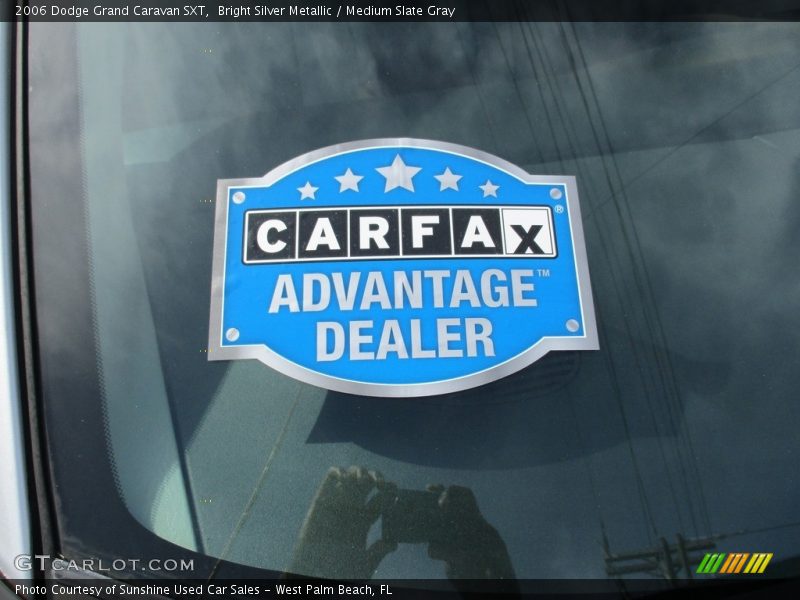 2006 Dodge Grand Caravan SXT,  Bright Silver Metallic / Medium Slate Gray
CARFAX®
ADVANTAGE™
DEALER
GTCARLOT.COM
Photo Courtesy of Sunshine Used Car Sales - West Palm Beach, FL